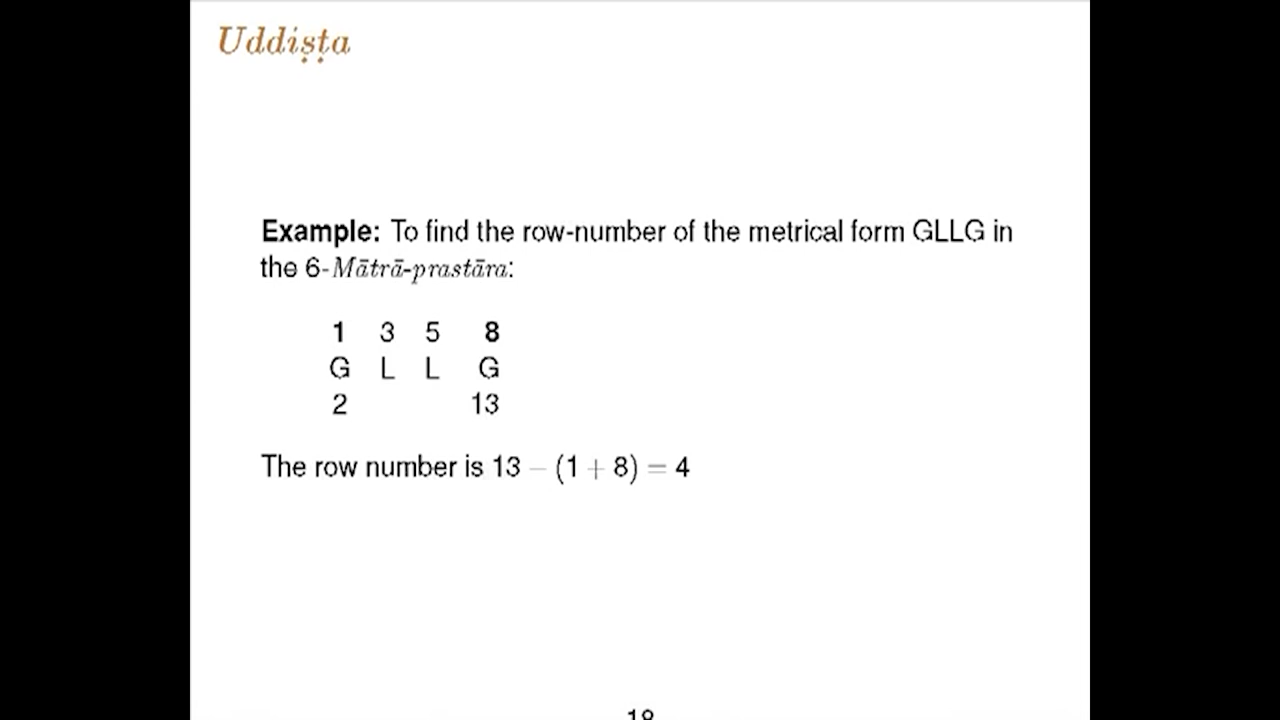 Uddiṣṭa
Example: To find the row-number of the metrical form GLLG in
the 6-Mātrā-prastāra:
1 3 5 8
G L L G
2 13
The row number is 13 − (1 + 8) = 4
18